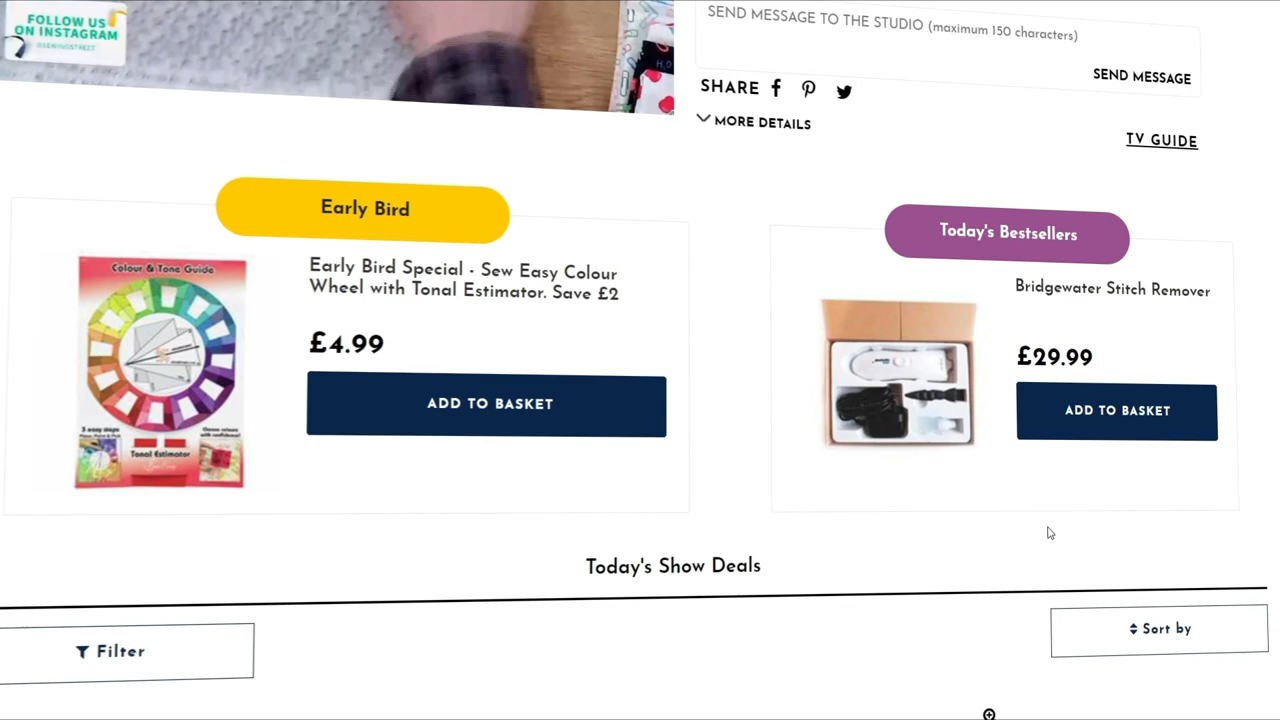 FOLLOW US
ON INSTAGRAM
@SEWINGSTREET
SEND MESSAGE TO THE STUDIO (maximum 150 characters)
SEND MESSAGE
SHARE
MORE DETAILS
TV GUIDE
Early Bird
Today's Bestsellers
Colour & Tone Guide
Early Bird Special - Sew Easy Colour
Wheel with Tonal Estimator. Save £2
£4.99
ADD TO BASKET
3 easy steps
Tonal Estimator
Bridgewater Stitch Remover
£29.99
ADD TO BASKET
Today's Show Deals
Filter
Sort by